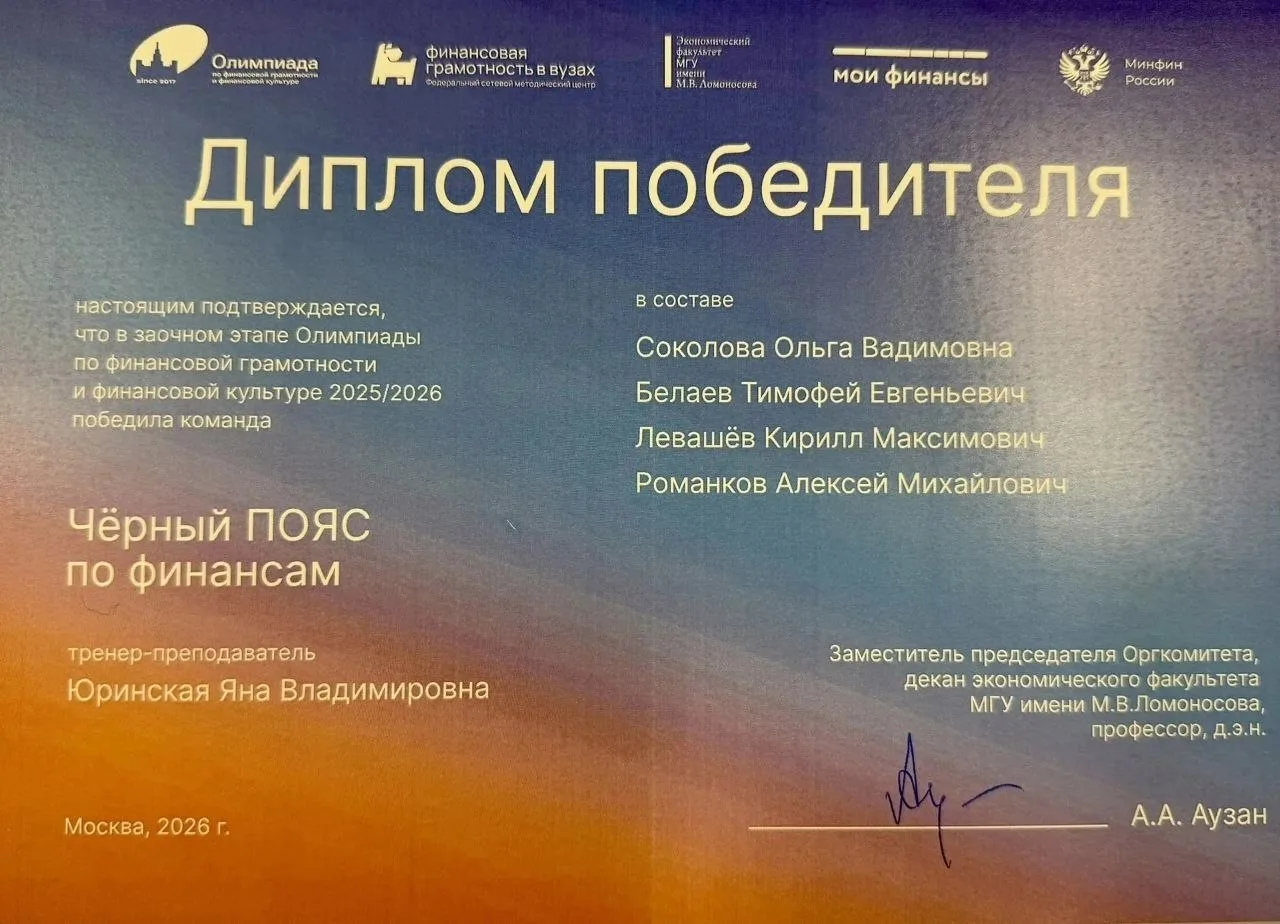 since 2017
Олимпиада
по финансовой грамотности
и финансовой культуре
финансовая
грамотность в вузах
Федеральный сетевой методический центр
Экономический
факультет
МГУ
имени
М.В. Ломоносова
мои финансы
Минфин
России
Диплом победителя
настоящим подтверждается,
что в заочном этапе Олимпиады
по финансовой грамотности
и финансовой культуре 2025/2026
победила команда
Чёрный ПОЯС
по финансам
тренер-преподаватель
Юринская Яна Владимировна
Москва, 2026 г.
в составе
Соколова Ольга Вадимовна
Белаев Тимофей Евгеньевич
Левашёв Кирилл Максимович
Романков Алексей Михайлович
Заместитель председателя Оргкомитета,
декан экономического факультета
МГУ имени М.В.Ломоносова,
профессор, д.э.н.
А.А. Аузан